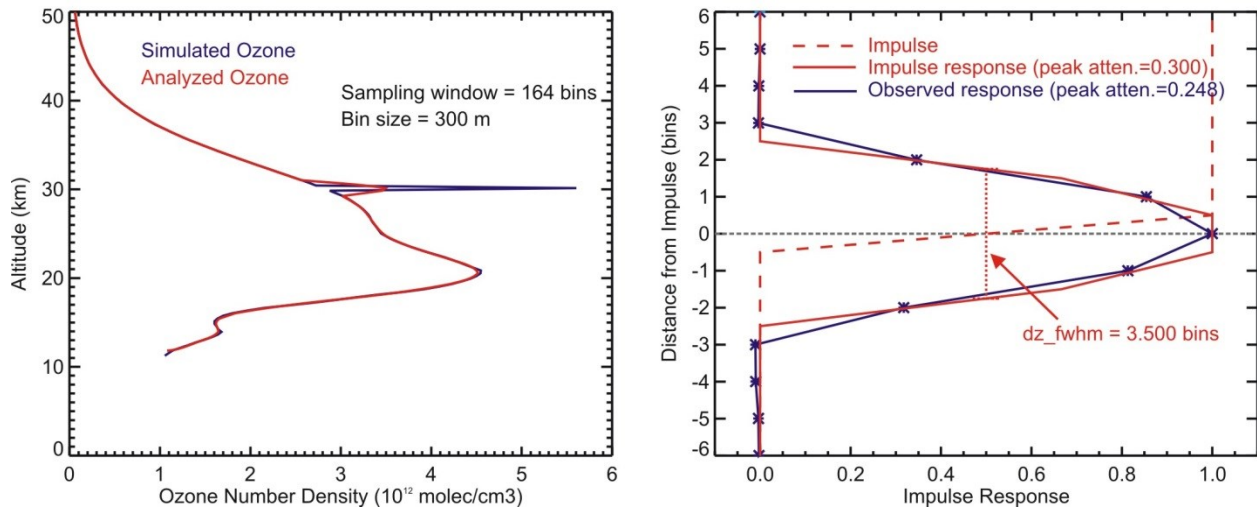 50
40
30
20
10
0
Altitude (km)
Simulated Ozone
Analyzed Ozone
Sampling window = 164 bins
Bin size = 300 m
0 1 2 3 4 5 6
Ozone Number Density (10¹² molec/cm3)
6
5
4
3
2
1
0
-1
-2
-3
-4
-5
-6
Distance from Impulse (bins)
Impulse
Impulse response (peak atten.=0.300)
Observed response (peak atten.=0.248)
dz_fwhm = 3.500 bins
0.0 0.2 0.4 0.6 0.8 1.0
Impulse Response